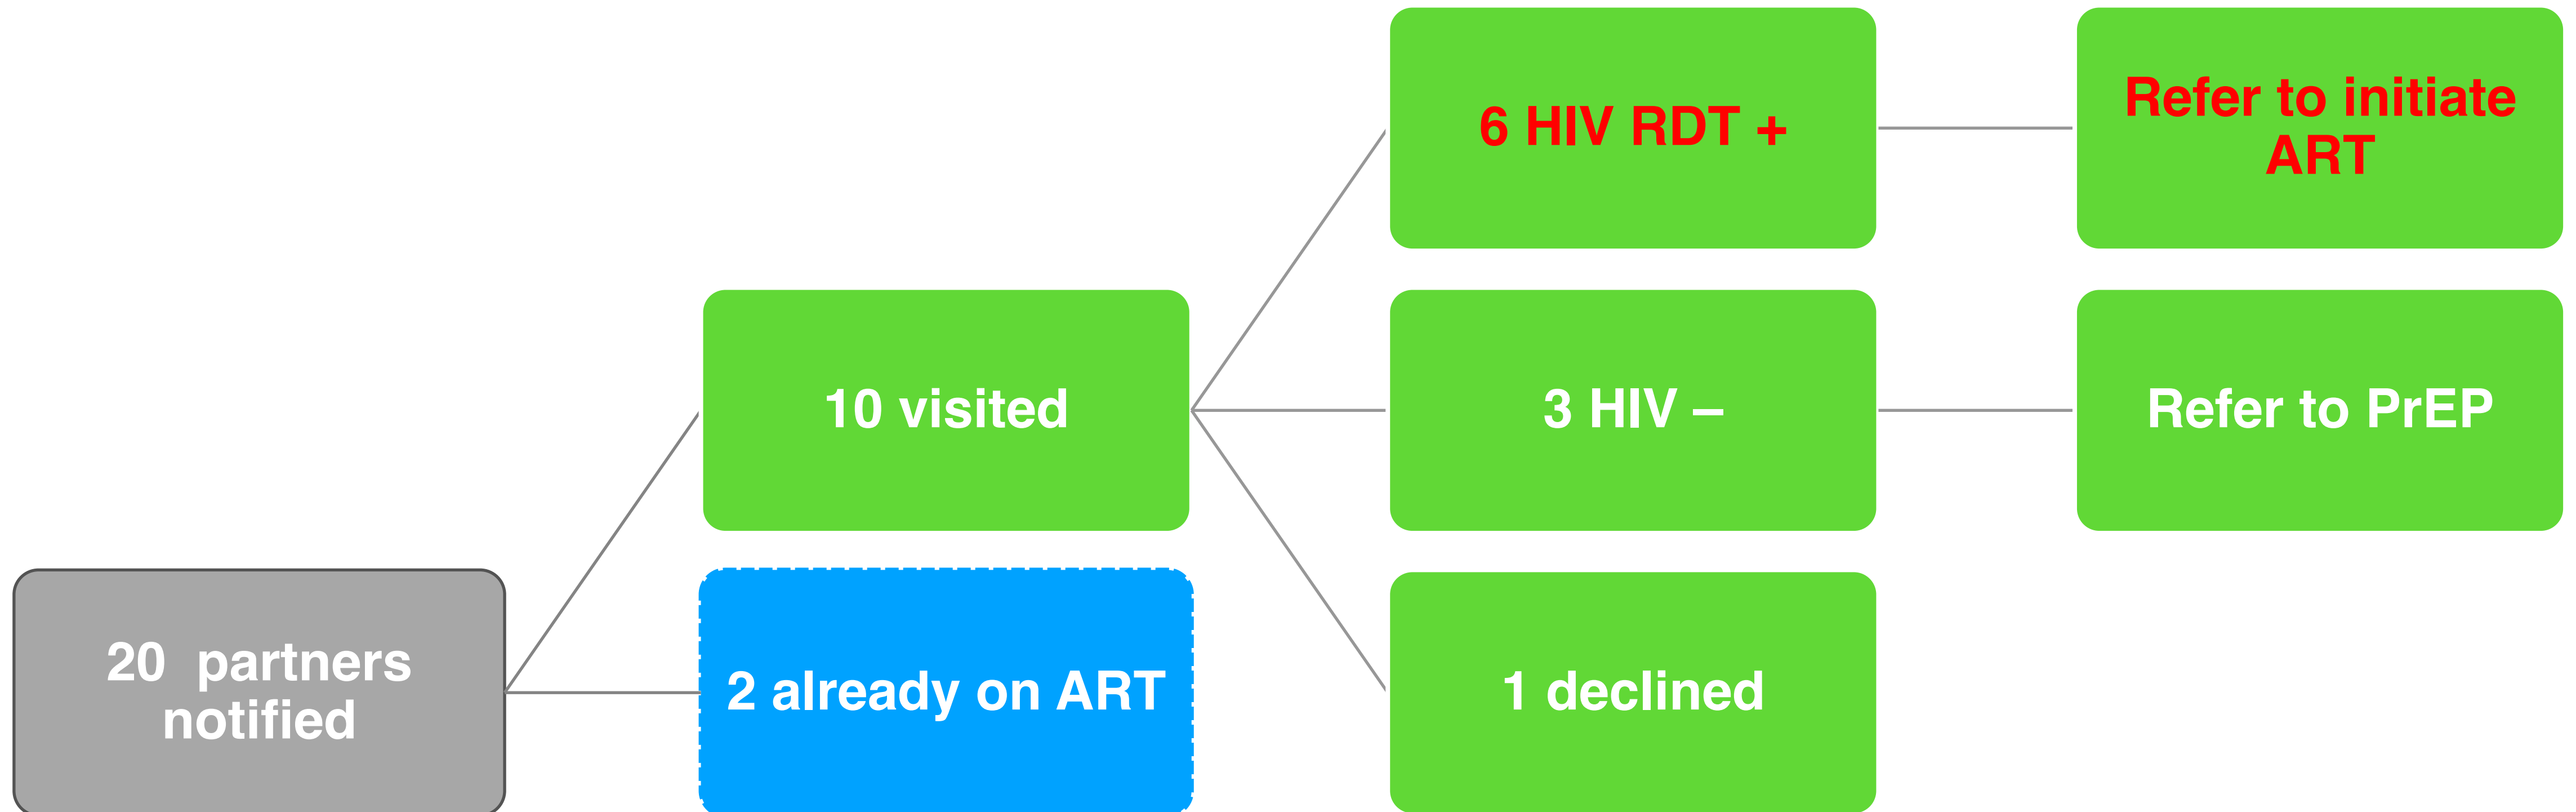 20 partners
notified
10 visited
2 already on ART
6 HIV RDT +
3 HIV –
1 declined
Refer to initiate
ART
Refer to PrEP